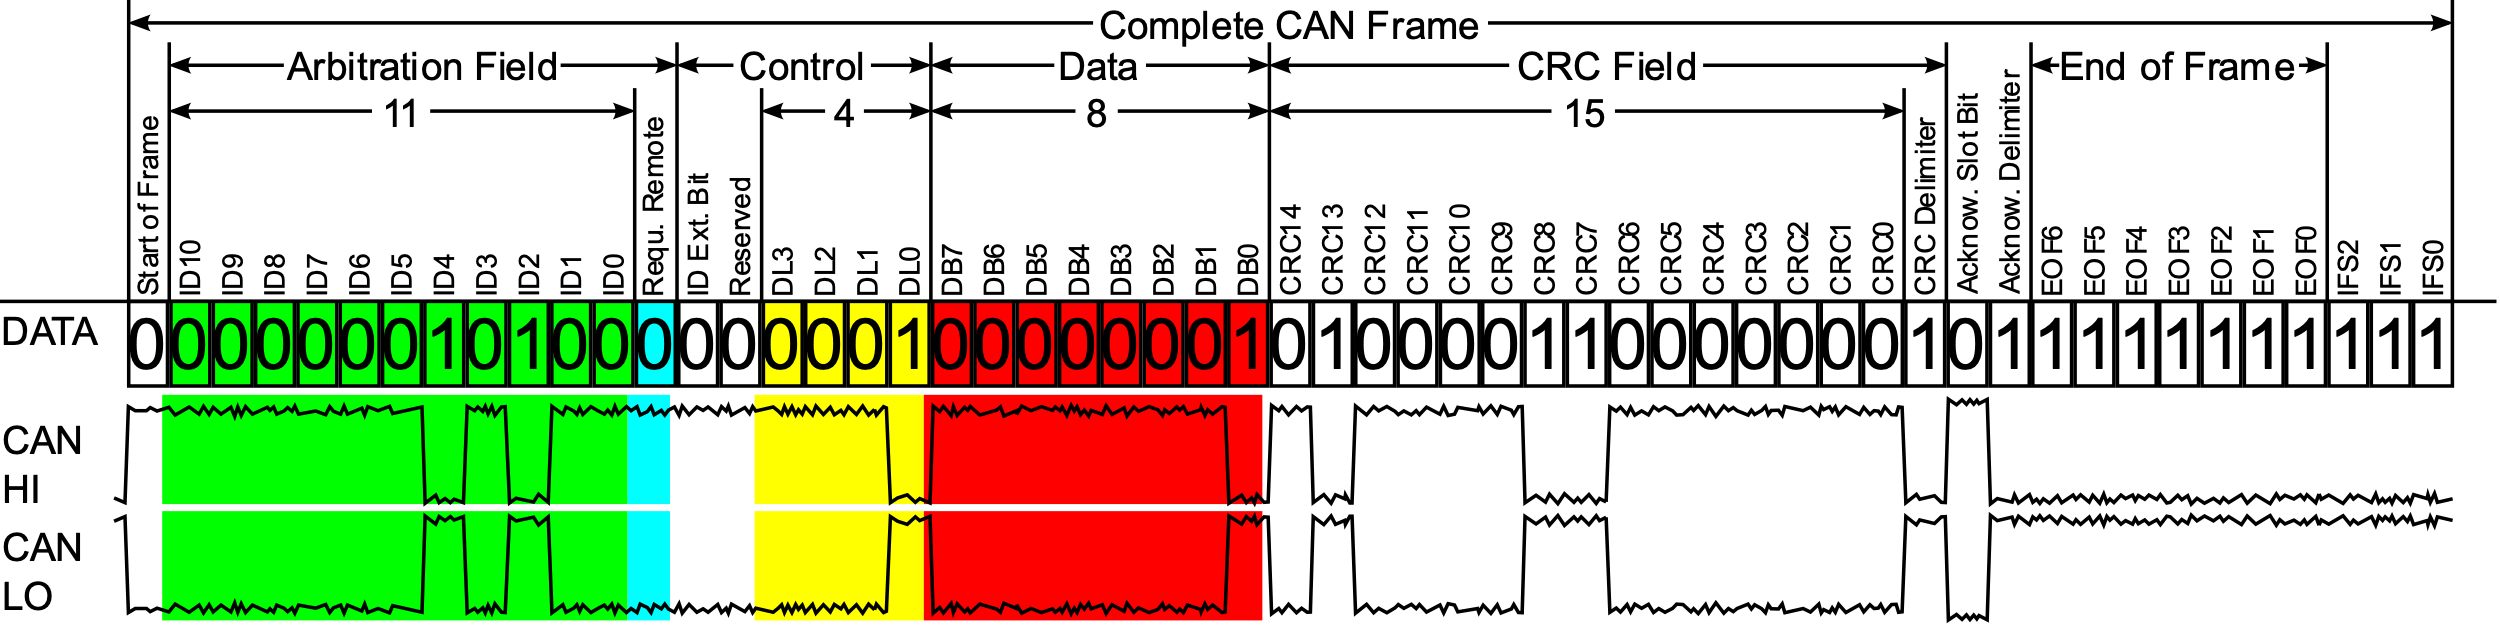 Complete CAN Frame
Arbitration Field Control Data CRC Field End of Frame
11 4 8 15
Start of Frame
ID10
ID9
ID8
ID7
ID6
ID5
ID4
ID3
ID2
ID1
ID0
Requ. Remote
ID Ext. Bit
Reserved
DL3
DL2
DL1
DL0
DB7
DB6
DB5
DB4
DB3
DB2
DB1
DB0
CRC14
CRC13
CRC12
CRC11
CRC10
CRC9
CRC8
CRC7
CRC6
CRC5
CRC4
CRC3
CRC2
CRC1
CRC0
CRC Delimiter
Acknow. Slot Bit
Acknow. Delimiter
EOF6
EOF5
EOF4
EOF3
EOF2
EOF1
EOF0
IFS2
IFS1
IFS0
DATA 0 0 0 0 0 0 0 1 0 1 0 0 0 0 0 0 0 0 1 0 0 0 0 0 0 0 1 0 1 0 0 0 0 1 1 0 0 0 0 0 0 0 1 0 1 1 1 1 1 1 1 1 1 1 1
CAN
HI
CAN
LO